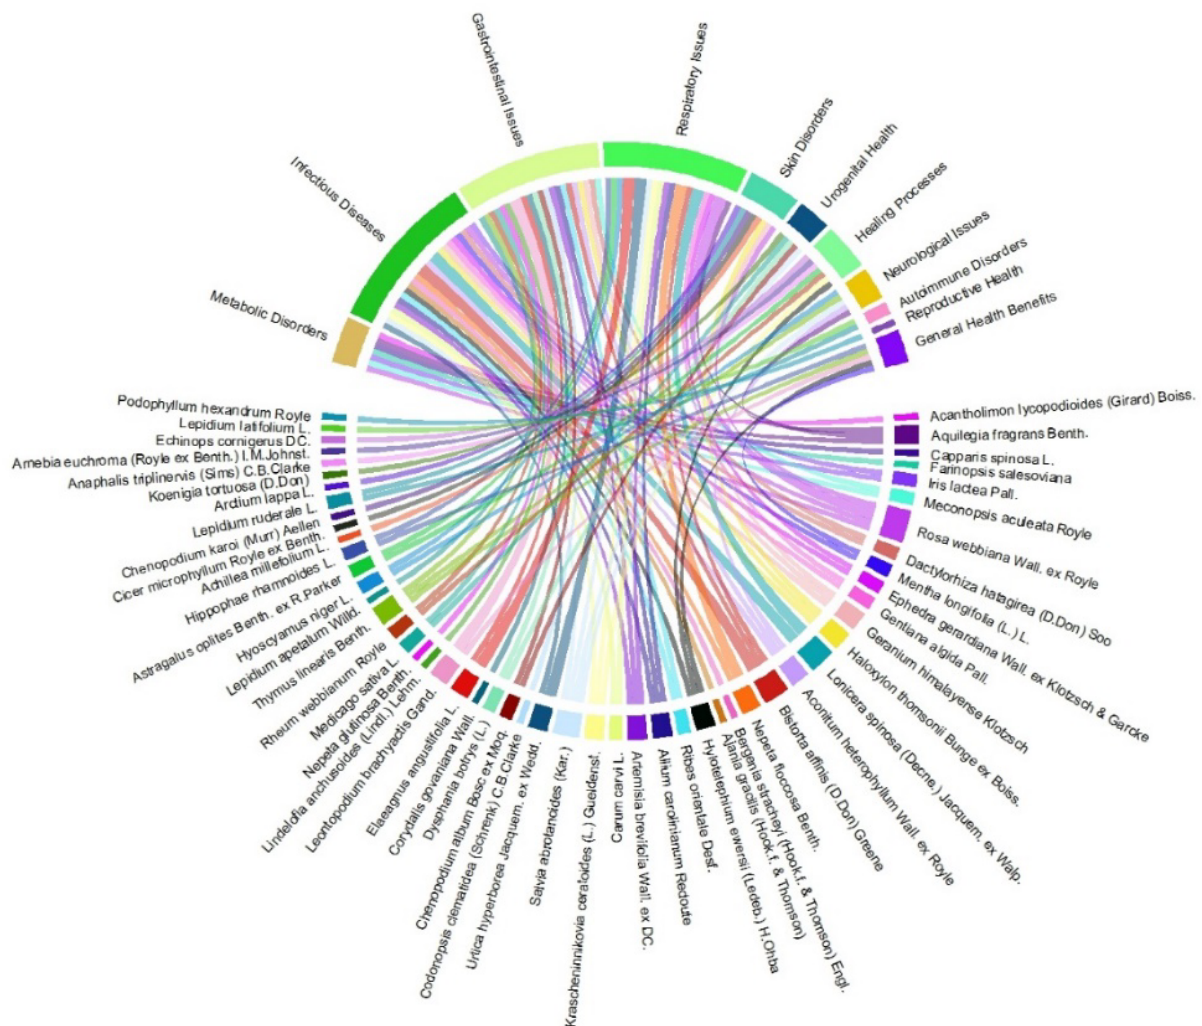 Metabolic Disorders
Infectious Diseases
Gastrointestinal Issues
Respiratory Issues
Skin Disorders
Urogenital Health
Healing Processes
Neurological Issues
Autoimmune Disorders
Reproductive Health
General Health Benefits
Acantholimon lycopodioides (Girard) Boiss.
Aquilegia fragrans Benth.
Capparis spinosa L.
Farinopsis salesoviana
Iris lactea Pall.
Meconopsis aculeata Royle
Rosa webbiana Wall. ex Royle
Dactylorhiza hatagirea (D.Don) Soo
Mentha longifolia (L.) L.
Ephedra gerardiana Wall. ex Klotzsch & Garcke
Gentiana algida Pall.
Geranium himalayense Klotzsch
Haloxylon thomsonii Bunge ex Boiss.
Lonicera spinosa (Decne.) Jacquem. ex Walp.
Aconitum heterophyllum Wall. ex Royle
Bistorta affinis (D.Don) Greene
Nepeta floccosa Benth.
Bergenia stracheyi (Hook.f. & Thomson) Engl.
Ajania gracilis (Hook.f. & Thomson)
Hylotelephium ewersii (Ledeb.) H.Ohba
Ribes orientale Desf.
Allium carolinianum Redoute
Artemisia brevifolia Wall. ex DC.
Carum carvi L.
Krascheninnikovia ceratoides (L.) Gueldenst.
Salvia abrotanoides (Kar.)
Urtica hyperborea Jacquem. ex Wedd.
Codonopsis clematidea (Schrenk) C.B.Clarke
Chenopodium album Bosc ex Moq.
Dysphania botrys (L.)
Corydalis govaniana Wall.
Elaeagnus angustifolia L.
Leontopodium brachyactis Gand.
Lindelofia anchusoides (Lindl.) Lehm.
Nepeta glutinosa Benth.
Medicago sativa L.
Rheum webbianum Royle
Thymus linearis Benth.
Lepidium apetalum Willd.
Hyoscyamus niger L.
Astragalus oplites Benth. ex R.Parker
Hippophae rhamnoides L.
Achillea millefolium L.
Cicer microphyllum Royle ex Benth.
Chenopodium karoi (Murr) Aellen
Lepidium ruderale L.
Arctium lappa L.
Koenigia tortuosa (D.Don)
Anaphalis triplinervis (Sims) C.B.Clarke
Arnebia euchroma (Royle ex Benth.) I.M.Johnst.
Echinops cornigerus DC.
Lepidium latifolium L.
Podophyllum hexandrum Royle